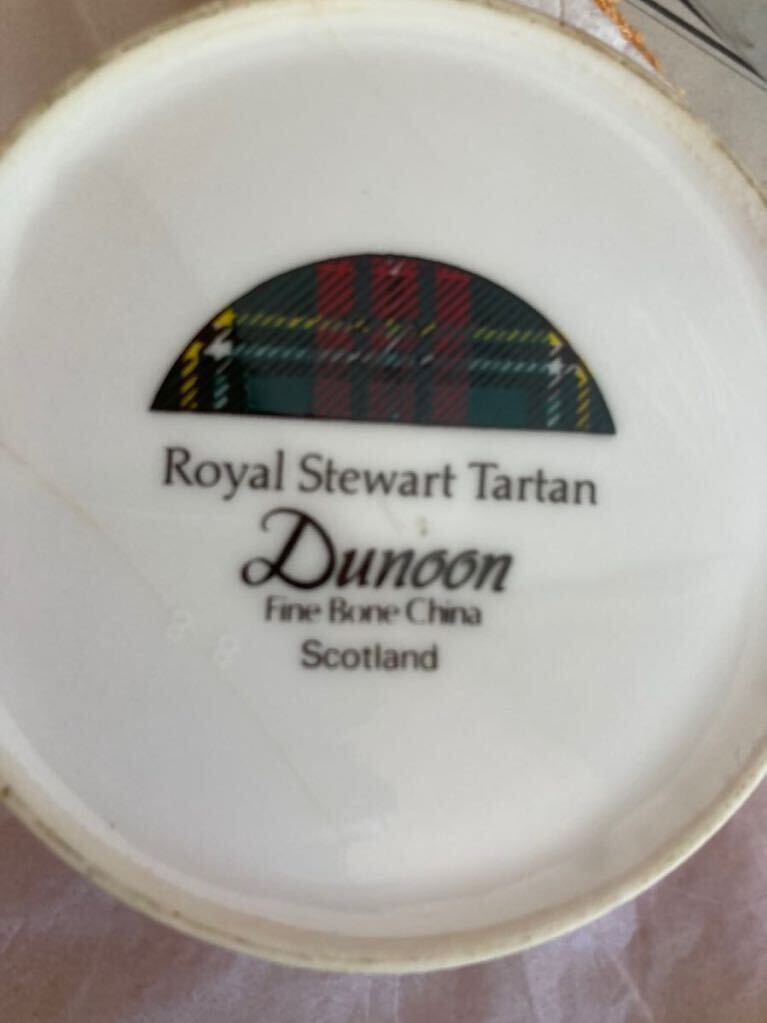 Royal Stewart Tartan
Dunoon
Fine Bone China
Scotland